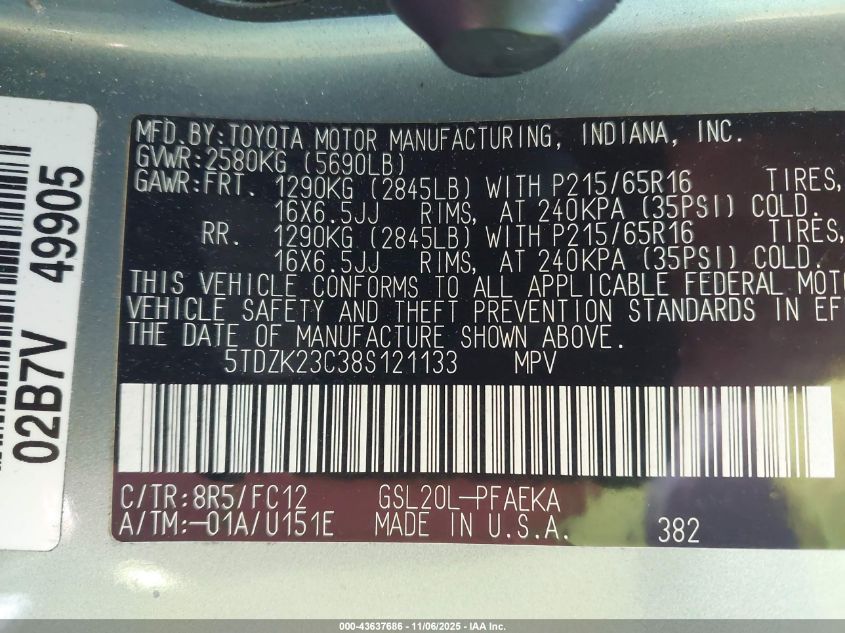 MFD.BY:TOYOTA MOTOR MANUFACTURING, INDIANA, INC.
GVWR:2580KG (5690LB)
GAWR:FRT. 1290KG (2845LB) WITH P215/65R16 TIRES,
16X6.5JJ RIMS, AT 240KPA (35PSI) COLD.
RR. 1290KG (2845LB) WITH P215/65R16 TIRES,
16X6.5JJ RIMS, AT 240KPA (35PSI) COLD.
THIS VEHICLE CONFORMS TO ALL APPLICABLE FEDERAL MOTO
VEHICLE SAFETY AND THEFT PREVENTION STANDARDS IN EF
THE DATE OF MANUFACTURE SHOWN ABOVE.
5TDZK23C38S121133 MPV
C/TR:8R5/FC12 GSL20L-PFAEKA
A/TM:-01A/U151E MADE IN U.S.A. 382
02B7V 49905
000-43637686 - 11/06/2025 - IAA Inc.